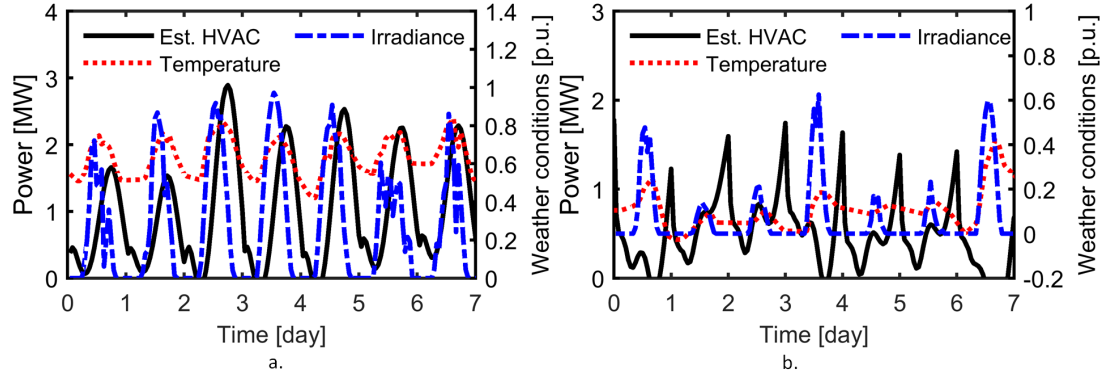 Est. HVAC
Irradiance
Temperature
Power [MW]
0
1
2
3
4
Weather conditions [p.u.]
0
0.2
0.4
0.6
0.8
1
1.2
1.4
0 1 2 3 4 5 6 7
Time [day]
a.
Est. HVAC
Irradiance
Temperature
Power [MW]
0
1
2
3
Weather conditions [p.u.]
-0.2
0
0.2
0.4
0.6
0.8
1
0 1 2 3 4 5 6 7
Time [day]
b.